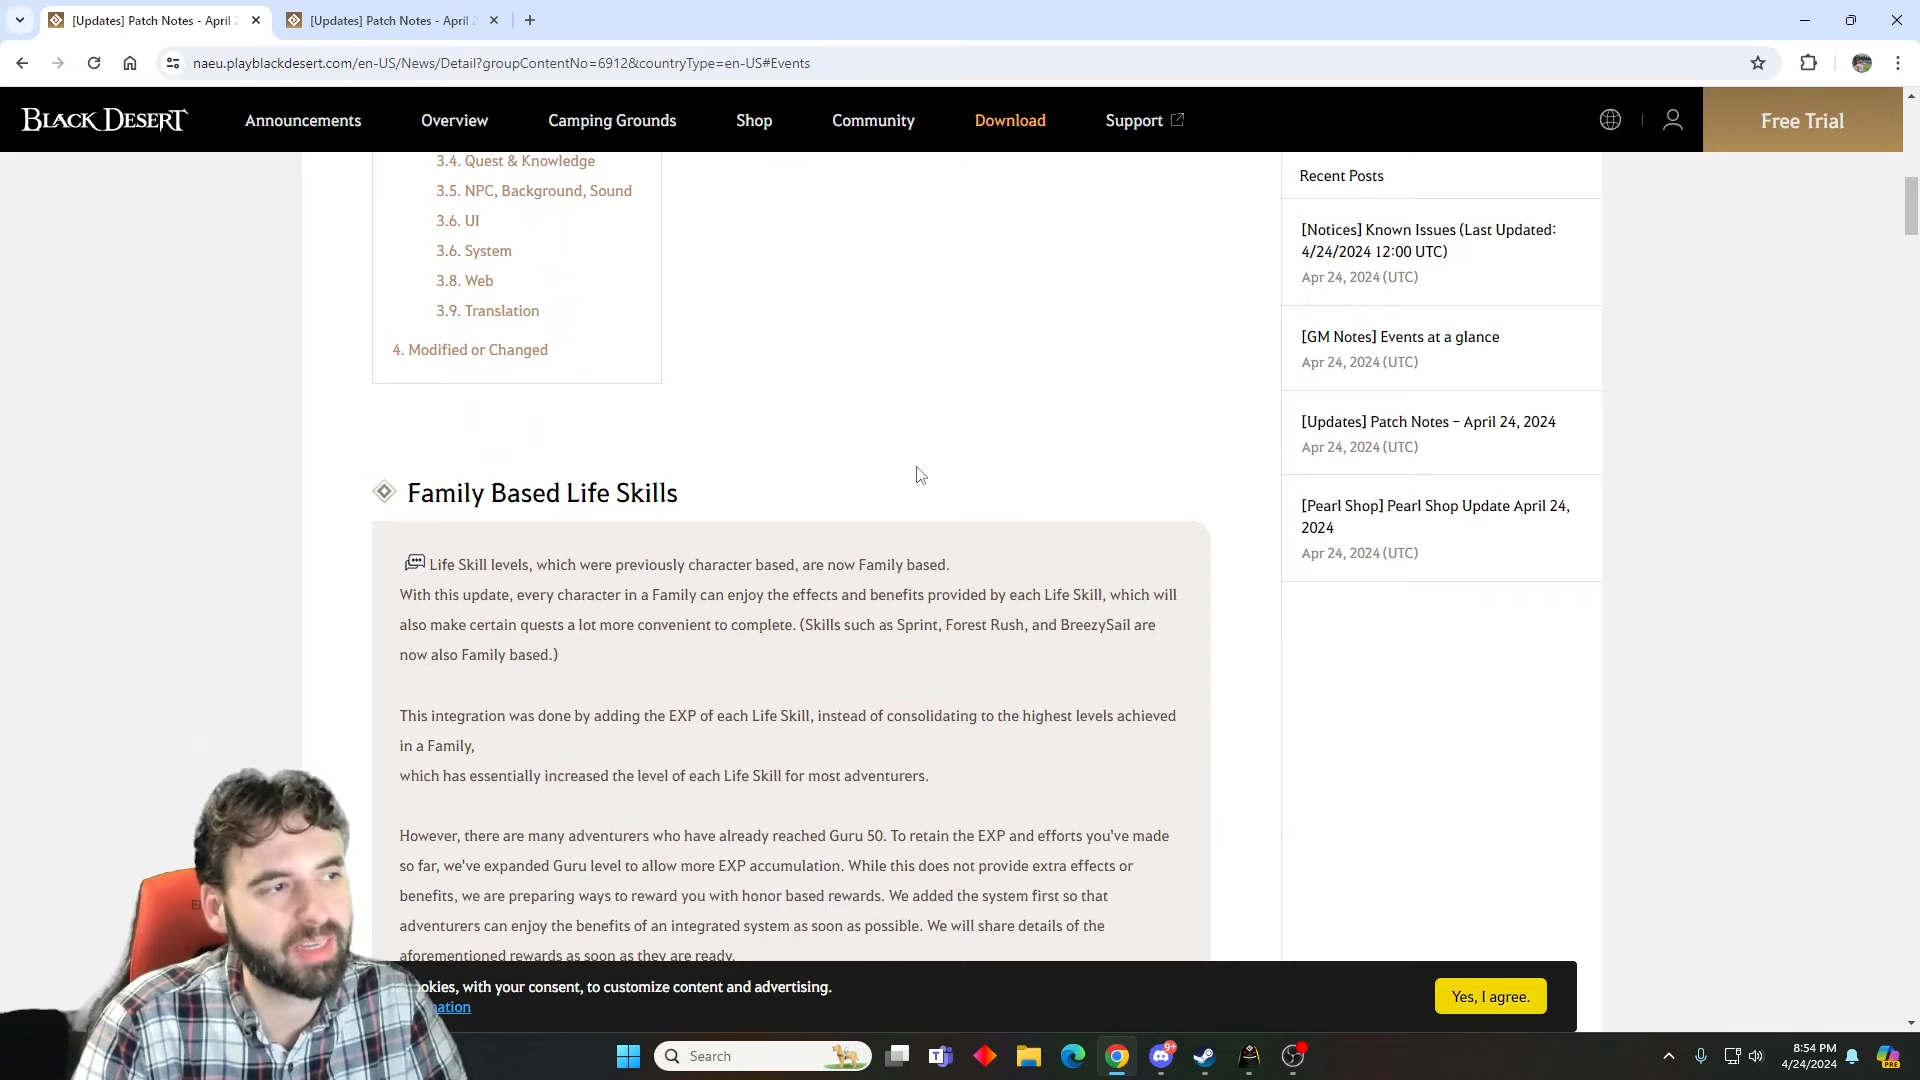 [Updates] Patch Notes - April 2
[Updates] Patch Notes - April 2
naeu.playblackdesert.com/en-US/News/Detail?groupContentNo=6912&countryType=en-US#Events
BLACK DESERT
Announcements
Overview
Camping Grounds
Shop
Community
Download
Support
Free Trial
3.4. Quest & Knowledge
3.5. NPC, Background, Sound
3.6. UI
3.6. System
3.8. Web
3.9. Translation
4. Modified or Changed
Recent Posts
[Notices] Known Issues (Last Updated:
4/24/2024 12:00 UTC)
Apr 24, 2024 (UTC)
[GM Notes] Events at a glance
Apr 24, 2024 (UTC)
[Updates] Patch Notes – April 24, 2024
Apr 24, 2024 (UTC)
[Pearl Shop] Pearl Shop Update April 24,
2024
Apr 24, 2024 (UTC)
Family Based Life Skills
Life Skill levels, which were previously character based, are now Family based.
With this update, every character in a Family can enjoy the effects and benefits provided by each Life Skill, which will
also make certain quests a lot more convenient to complete. (Skills such as Sprint, Forest Rush, and BreezySail are
now also Family based.)
This integration was done by adding the EXP of each Life Skill, instead of consolidating to the highest levels achieved
in a Family,
which has essentially increased the level of each Life Skill for most adventurers.
However, there are many adventurers who have already reached Guru 50. To retain the EXP and efforts you've made
so far, we've expanded Guru level to allow more EXP accumulation. While this does not provide extra effects or
benefits, we are preparing ways to reward you with honor based rewards. We added the system first so that
adventurers can enjoy the benefits of an integrated system as soon as possible. We will share details of the
aforementioned rewards as soon as they are ready.
okies, with your consent, to customize content and advertising.
mation
Yes, I agree.
Search
9+
8:54 PM
4/24/2024
PRE